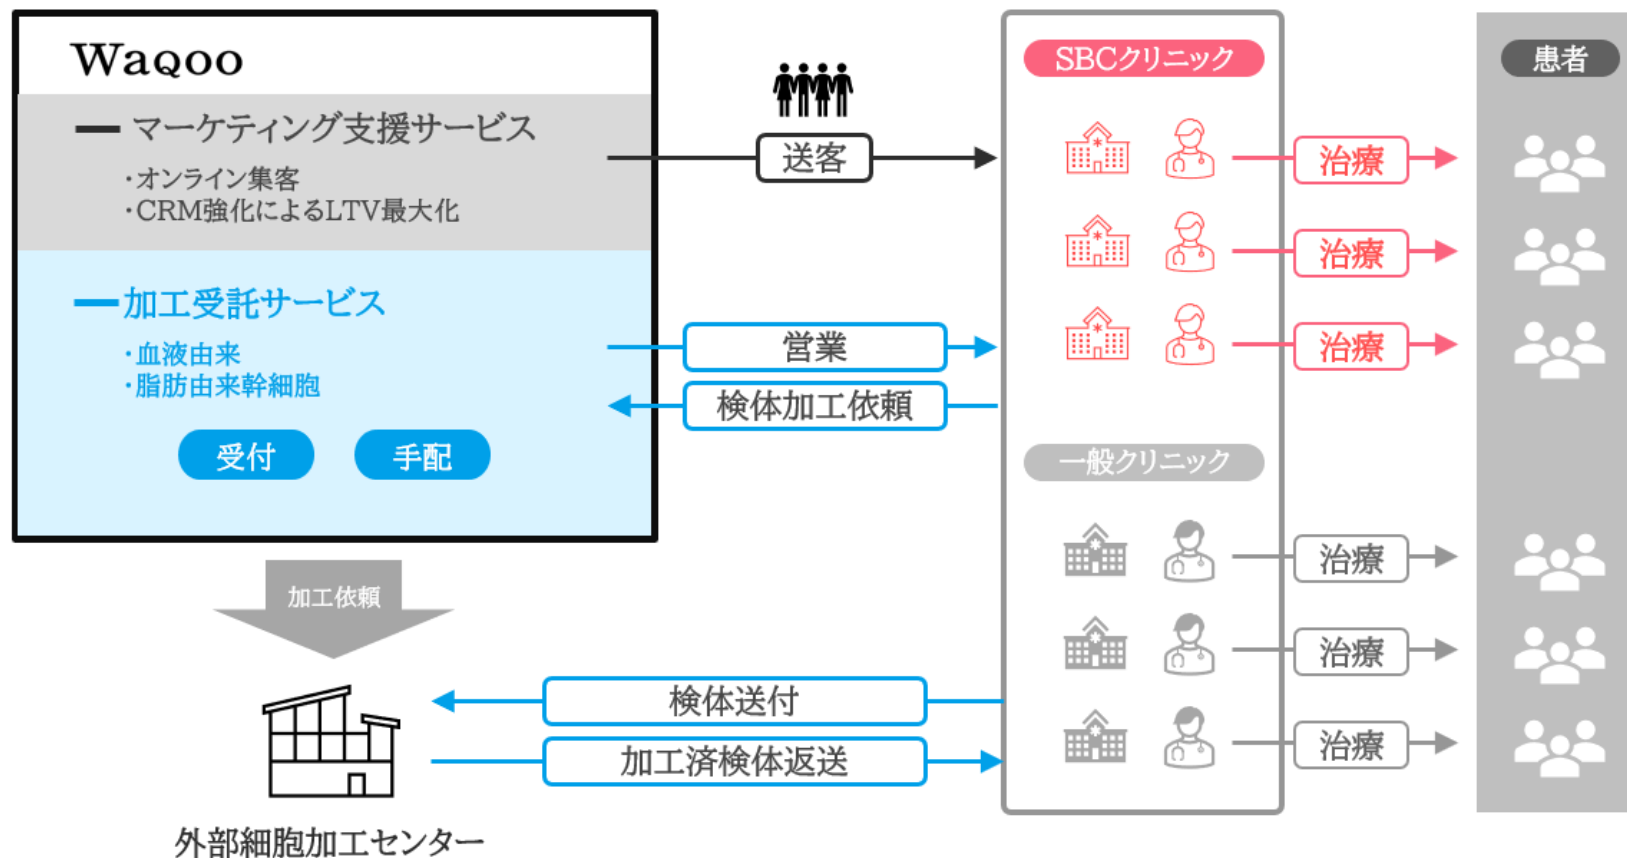 Waqoo
マーケティング支援サービス
・オンライン集客
・CRM強化によるLTV最大化
加工受託サービス
・血液由来
・脂肪由来幹細胞
受付
手配
加工依頼
外部細胞加工センター
送客
営業
検体加工依頼
検体送付
加工済検体返送
SBCクリニック
治療
治療
治療
一般クリニック
治療
治療
治療
患者